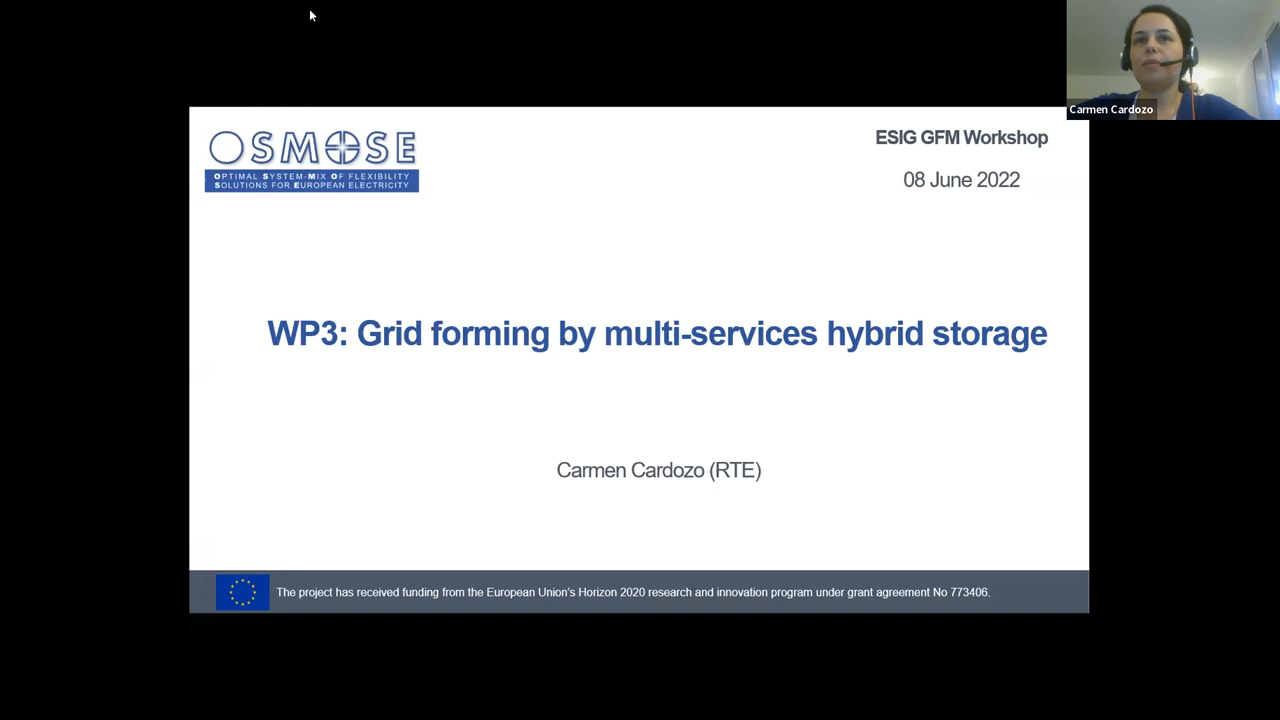 Carmen Cardozo
OSMOSE
OPTIMAL SYSTEM-MIX OF FLEXIBILITY
SOLUTIONS FOR EUROPEAN ELECTRICITY
ESIG GFM Workshop
08 June 2022
WP3: Grid forming by multi-services hybrid storage
Carmen Cardozo (RTE)
The project has received funding from the European Union's Horizon 2020 research and innovation program under grant agreement No 773406.